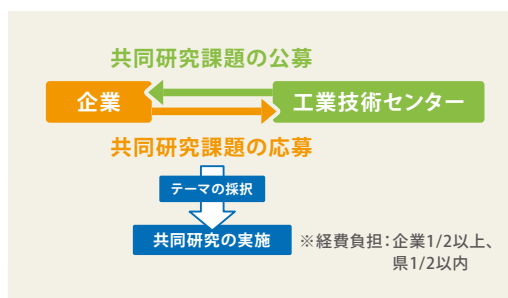 共同研究課題の公募
企業
工業技術センター
共同研究課題の応募
テーマの採択
共同研究の実施
※経費負担：企業1/2以上、
県1/2以内